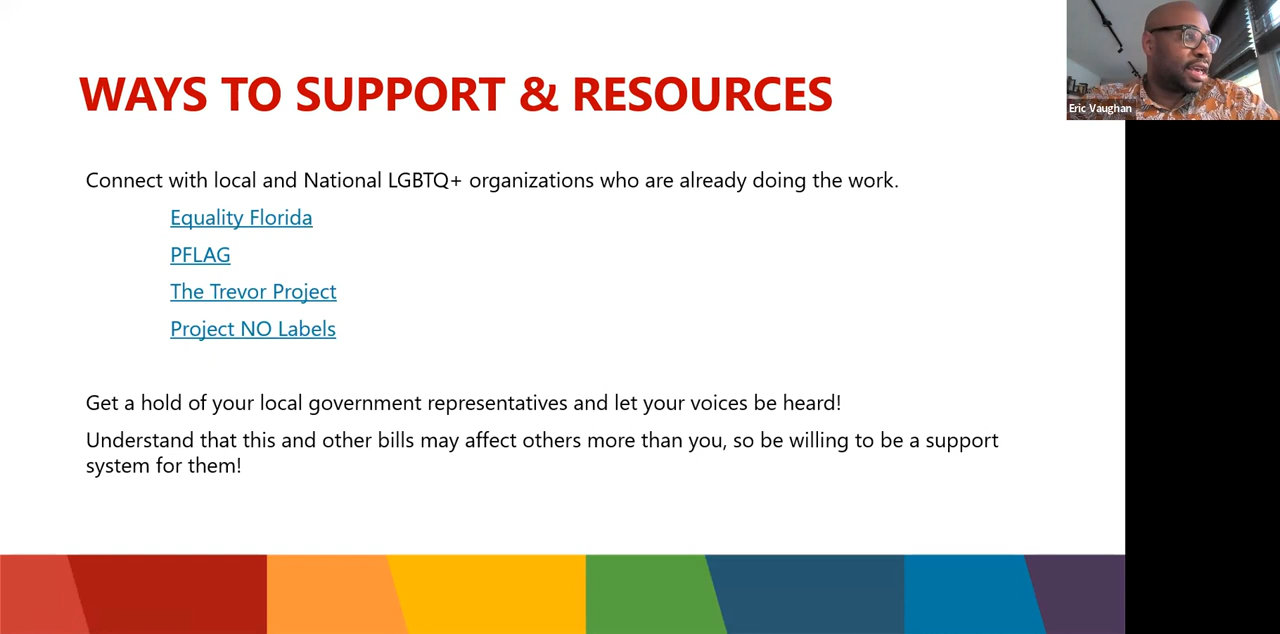 WAYS TO SUPPORT & RESOURCES
Eric Vaughan
Connect with local and National LGBTQ+ organizations who are already doing the work.
Equality Florida
PFLAG
The Trevor Project
Project NO Labels
Get a hold of your local government representatives and let your voices be heard!
Understand that this and other bills may affect others more than you, so be willing to be a support
system for them!